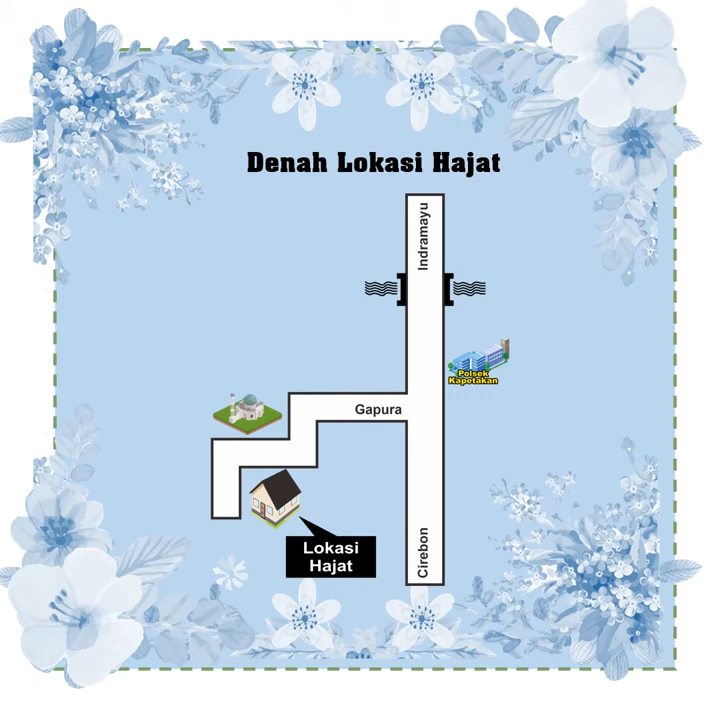 Denah Lokasi Hajat
Indramayu
Polsek
Kapetakan
Gapura
Cirebon
Lokasi
Hajat